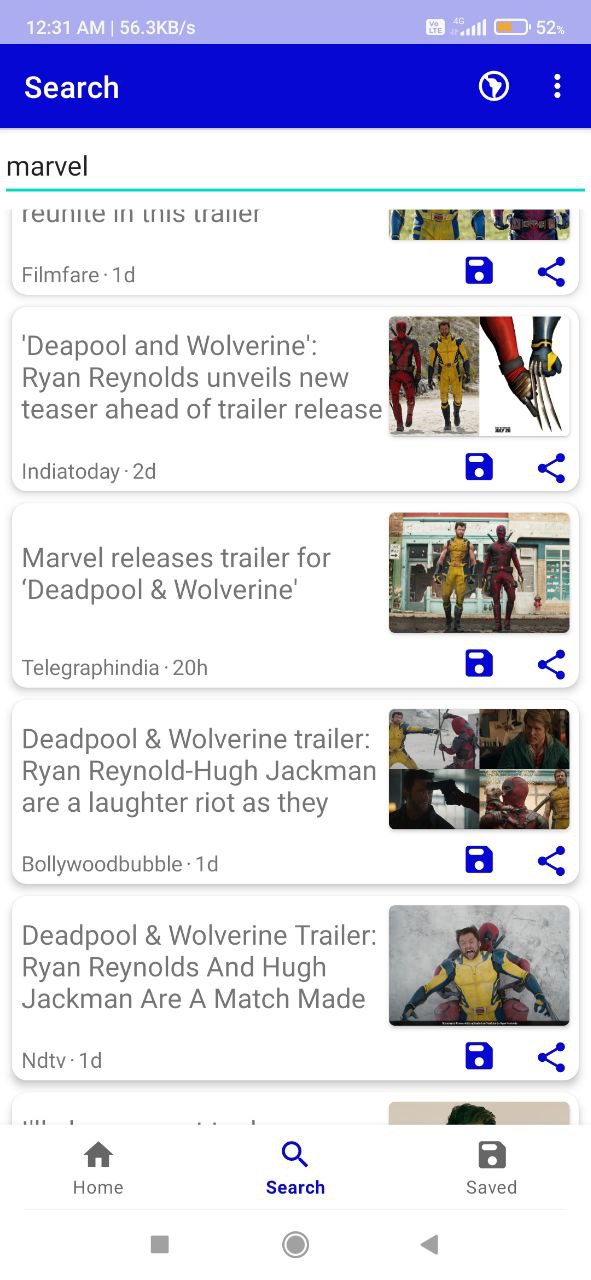 12:31 AM | 56.3KB/s
Vo LTE 4G 52%
Search
marvel
reunite in this trailer
Filmfare · 1d
'Deapool and Wolverine':
Ryan Reynolds unveils new
teaser ahead of trailer release
Indiatoday · 2d
Marvel releases trailer for
‘Deadpool & Wolverine'
Telegraphindia · 20h
Deadpool & Wolverine trailer:
Ryan Reynold-Hugh Jackman
are a laughter riot as they
Bollywoodbubble · 1d
Deadpool & Wolverine Trailer:
Ryan Reynolds And Hugh
Jackman Are A Match Made
Ndtv · 1d
Home
Search
Saved